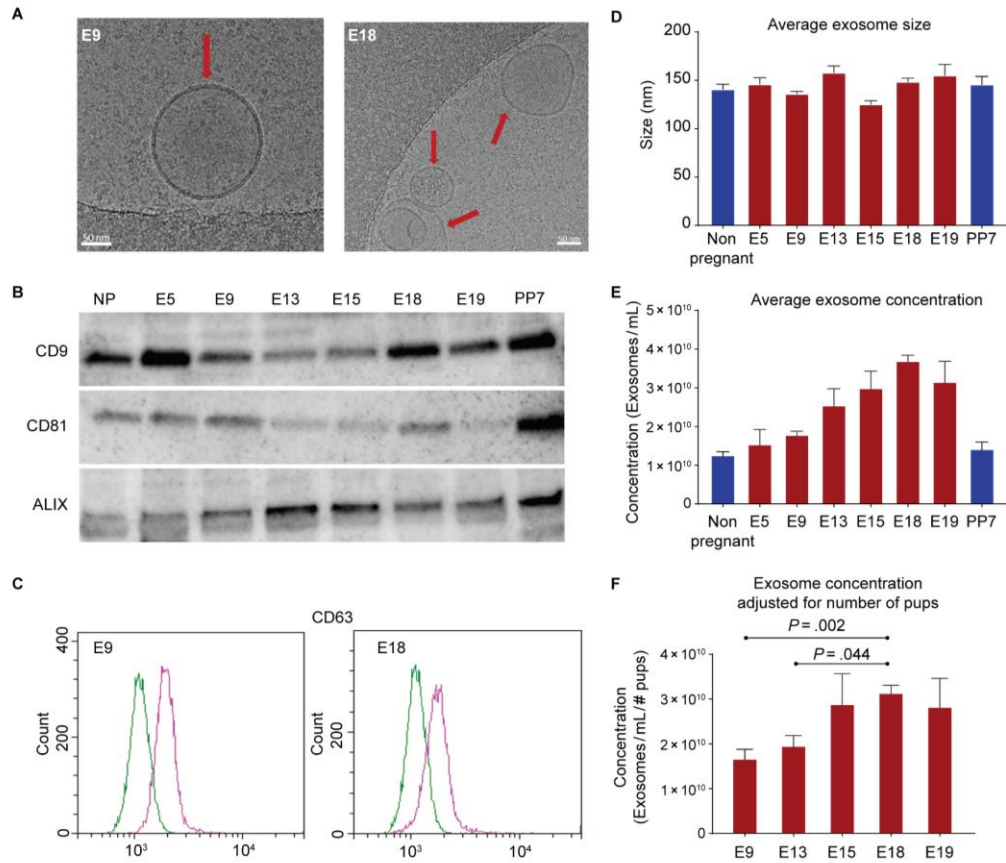 A
E9
50 nm
E18
50 nm
B
NP E5 E9 E13 E15 E18 E19 PP7
CD9
CD81
ALIX
C
CD63
E9
Count
400
200
0
10³ 10⁴
E18
Count
200
0
10³ 10⁴
D
Average exosome size
Size (nm)
200
150
100
50
0
Non pregnant E5 E9 E13 E15 E18 E19 PP7
E
Average exosome concentration
Concentration (Exosomes/mL)
5 × 10¹⁰
4 × 10¹⁰
3 × 10¹⁰
2 × 10¹⁰
1 × 10¹⁰
0
Non pregnant E5 E9 E13 E15 E18 E19 PP7
F
Exosome concentration
adjusted for number of pups
P = .002
P = .044
Concentration
(Exosomes/mL/# pups)
4 × 10¹⁰
3 × 10¹⁰
2 × 10¹⁰
1 × 10¹⁰
0
E9 E13 E15 E18 E19